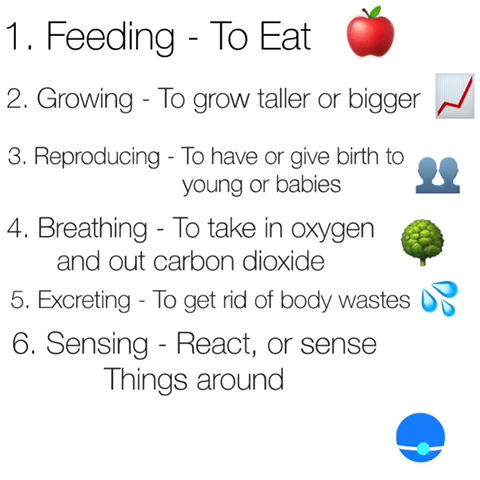 1. Feeding - To Eat
2. Growing - To grow taller or bigger
3. Reproducing - To have or give birth to
young or babies
4. Breathing - To take in oxygen
and out carbon dioxide
5. Excreting - To get rid of body wastes
6. Sensing - React, or sense
Things around